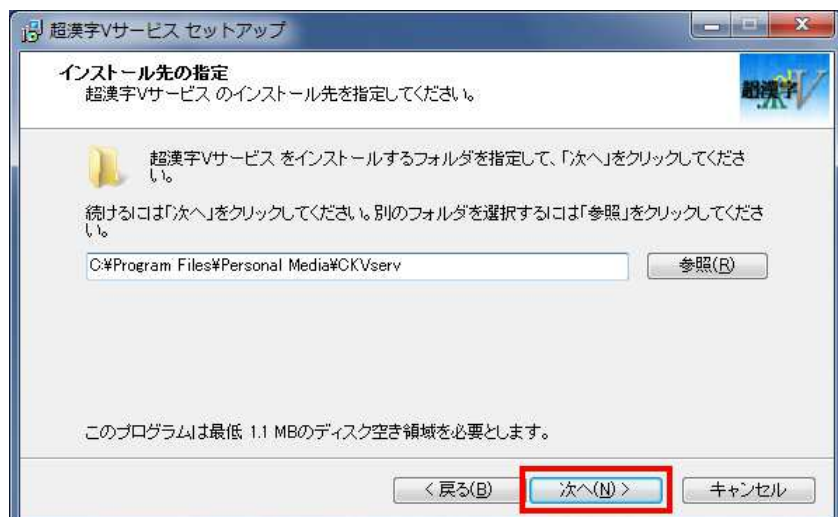 超漢字Vサービス セットアップ
インストール先の指定
超漢字Vサービス のインストール先を指定してください。
超漢字V
超漢字Vサービス をインストールするフォルダを指定して、「次へ」をクリックしてくださ
い。
続けるには「次へ」をクリックしてください。別のフォルダを選択するには「参照」をクリックしてくださ
い。
C:¥Program Files¥Personal Media¥CKVserv
参照(R)
このプログラムは最低 1.1 MBのディスク空き領域を必要とします。
< 戻る(B)
次へ(N) >
キャンセル